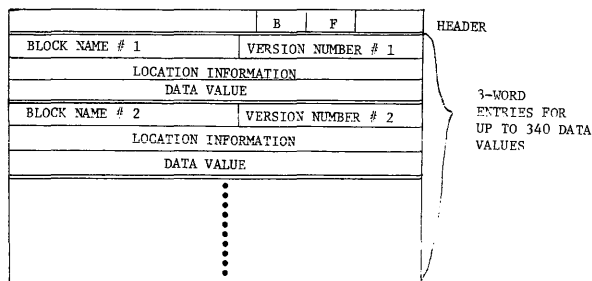 B F HEADER
BLOCK NAME # 1 VERSION NUMBER # 1
LOCATION INFORMATION
DATA VALUE
BLOCK NAME # 2 VERSION NUMBER # 2
LOCATION INFORMATION
DATA VALUE
3-WORD
ENTRIES FOR
UP TO 340 DATA
VALUES